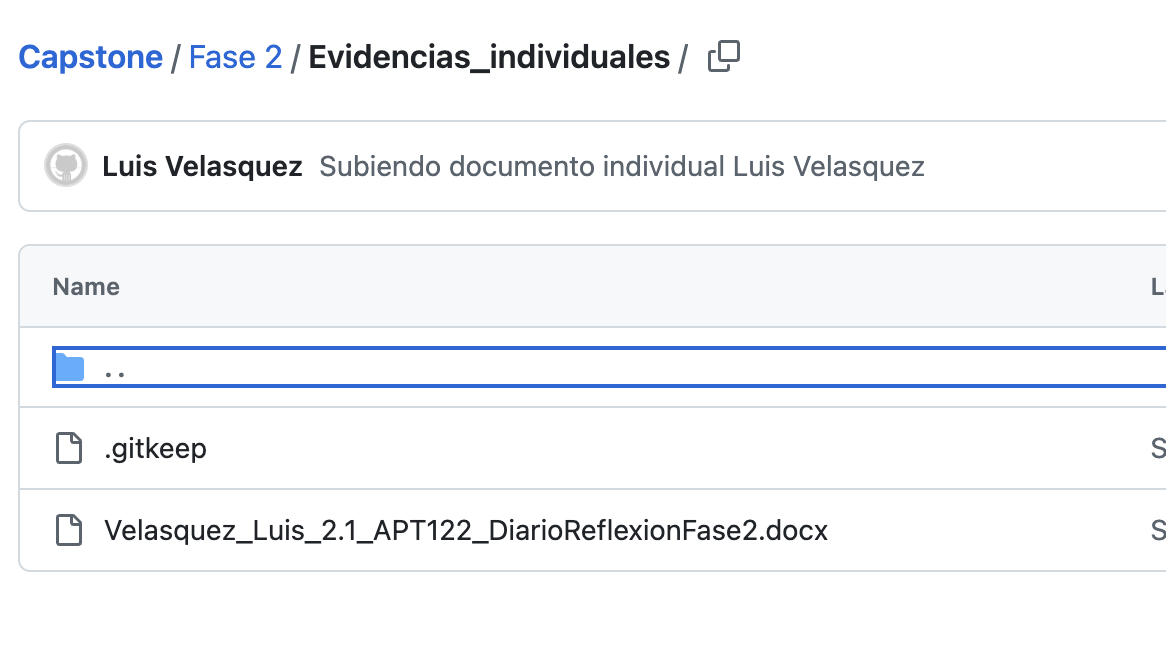 Capstone / Fase 2 / Evidencias_individuales /
Luis Velasquez Subiendo documento individual Luis Velasquez
Name
..
.gitkeep
Velasquez_Luis_2.1_APT122_DiarioReflexionFase2.docx